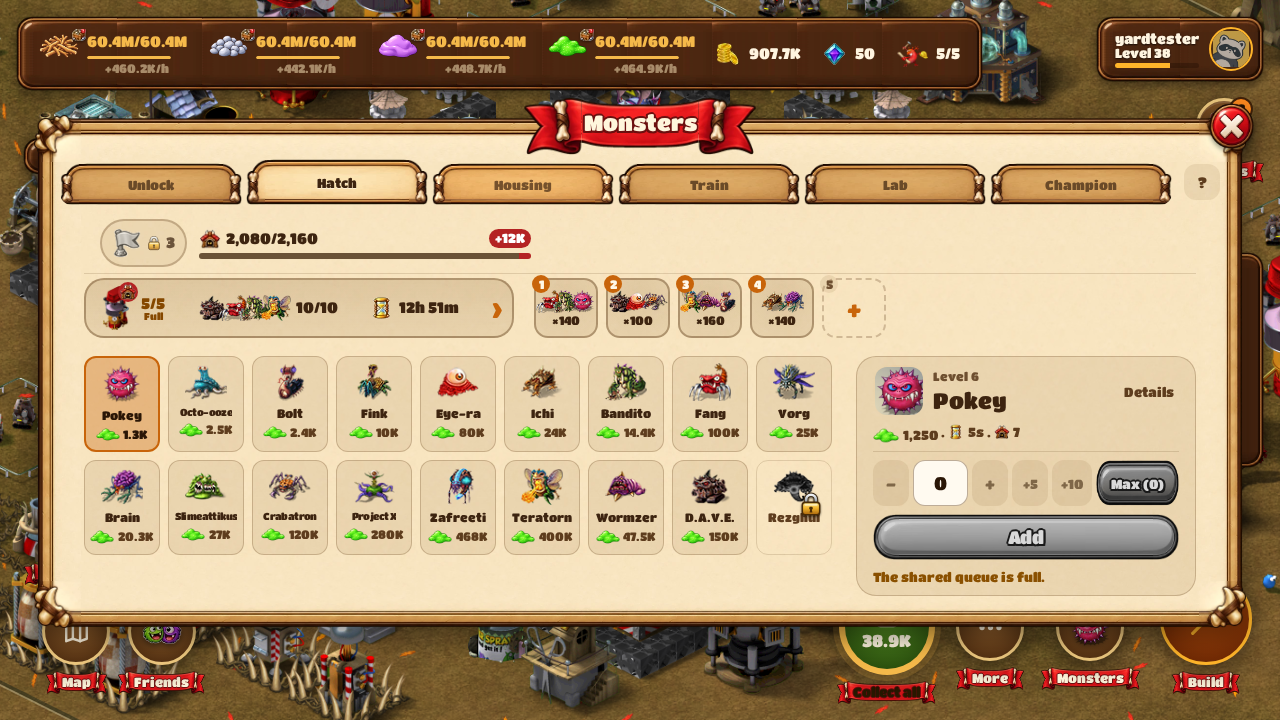 60.4M/60.4M
+460.2K/h
60.4M/60.4M
+442.1K/h
60.4M/60.4M
+448.7K/h
60.4M/60.4M
+464.9K/h
907.7K
50
5/5
yardtester
Level 38
Monsters
Unlock
Hatch
Housing
Train
Lab
Champion
?
3
2,080/2,160
+12K
5/5
Full
10/10
12h 51m
1
×140
2
×100
3
×160
4
×140
5
+
Pokey
1.3K
Octo-ooze
2.5K
Bolt
2.4K
Fink
10K
Eye-ra
80K
Ichi
24K
Bandito
14.4K
Fang
100K
Vorg
25K
Brain
20.3K
Slimeattikus
27K
Crabatron
120K
Project X
280K
Zafreeti
468K
Teratorn
400K
Wormzer
47.5K
D.A.V.E.
150K
Rezghul
Level 6
Pokey
Details
1,250 · 5s · 7
- 0 + +5 +10 Max (0)
Add
The shared queue is full.
38.9K
Map
Friends
Collect all
More
Monsters
Build